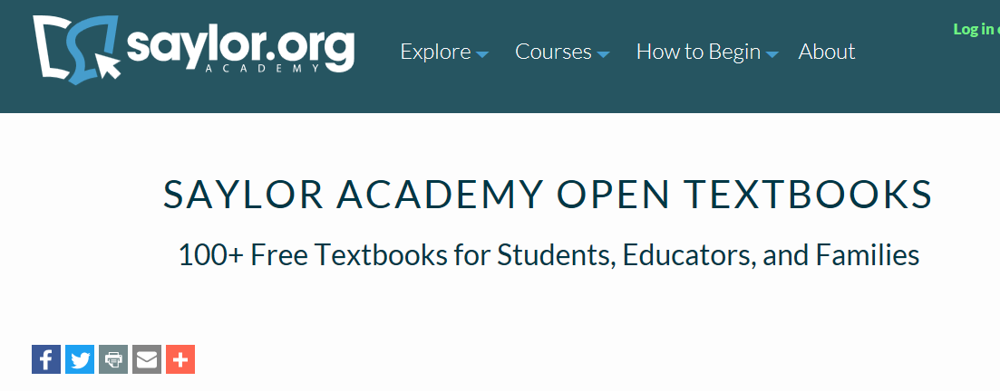 saylor.org
ACADEMY
Explore Courses How to Begin About
Log in
SAYLOR ACADEMY OPEN TEXTBOOKS
100+ Free Textbooks for Students, Educators, and Families